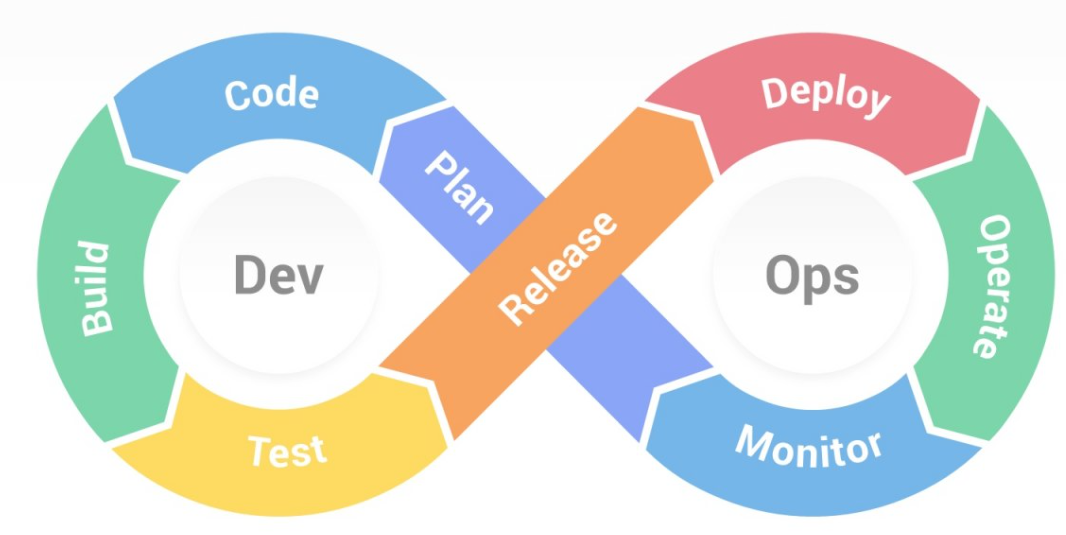 Code
Plan
Build
Dev
Test
Release
Deploy
Operate
Ops
Monitor